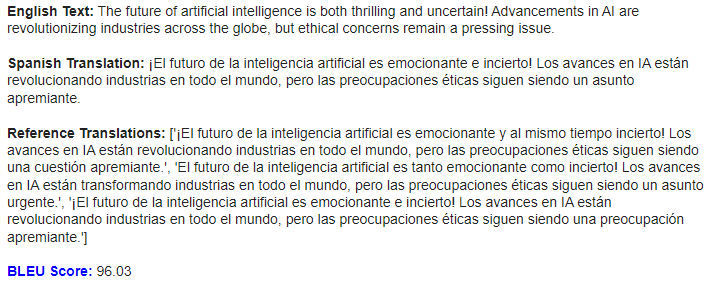 English Text: The future of artificial intelligence is both thrilling and uncertain! Advancements in AI are
revolutionizing industries across the globe, but ethical concerns remain a pressing issue.
Spanish Translation: ¡El futuro de la inteligencia artificial es emocionante e incierto! Los avances en IA están
revolucionando industrias en todo el mundo, pero las preocupaciones éticas siguen siendo un asunto
apremiante.
Reference Translations: ['¡El futuro de la inteligencia artificial es emocionante y al mismo tiempo incierto! Los
avances en IA están revolucionando industrias en todo el mundo, pero las preocupaciones éticas siguen siendo
una cuestión apremiante.', 'El futuro de la inteligencia artificial es tanto emocionante como incierto! Los avances
en IA están transformando industrias en todo el mundo, pero las preocupaciones éticas siguen siendo un asunto
urgente.', '¡El futuro de la inteligencia artificial es emocionante e incierto! Los avances en IA están
revolucionando industrias en todo el mundo, pero las preocupaciones éticas siguen siendo una preocupación
apremiante.']
BLEU Score: 96.03